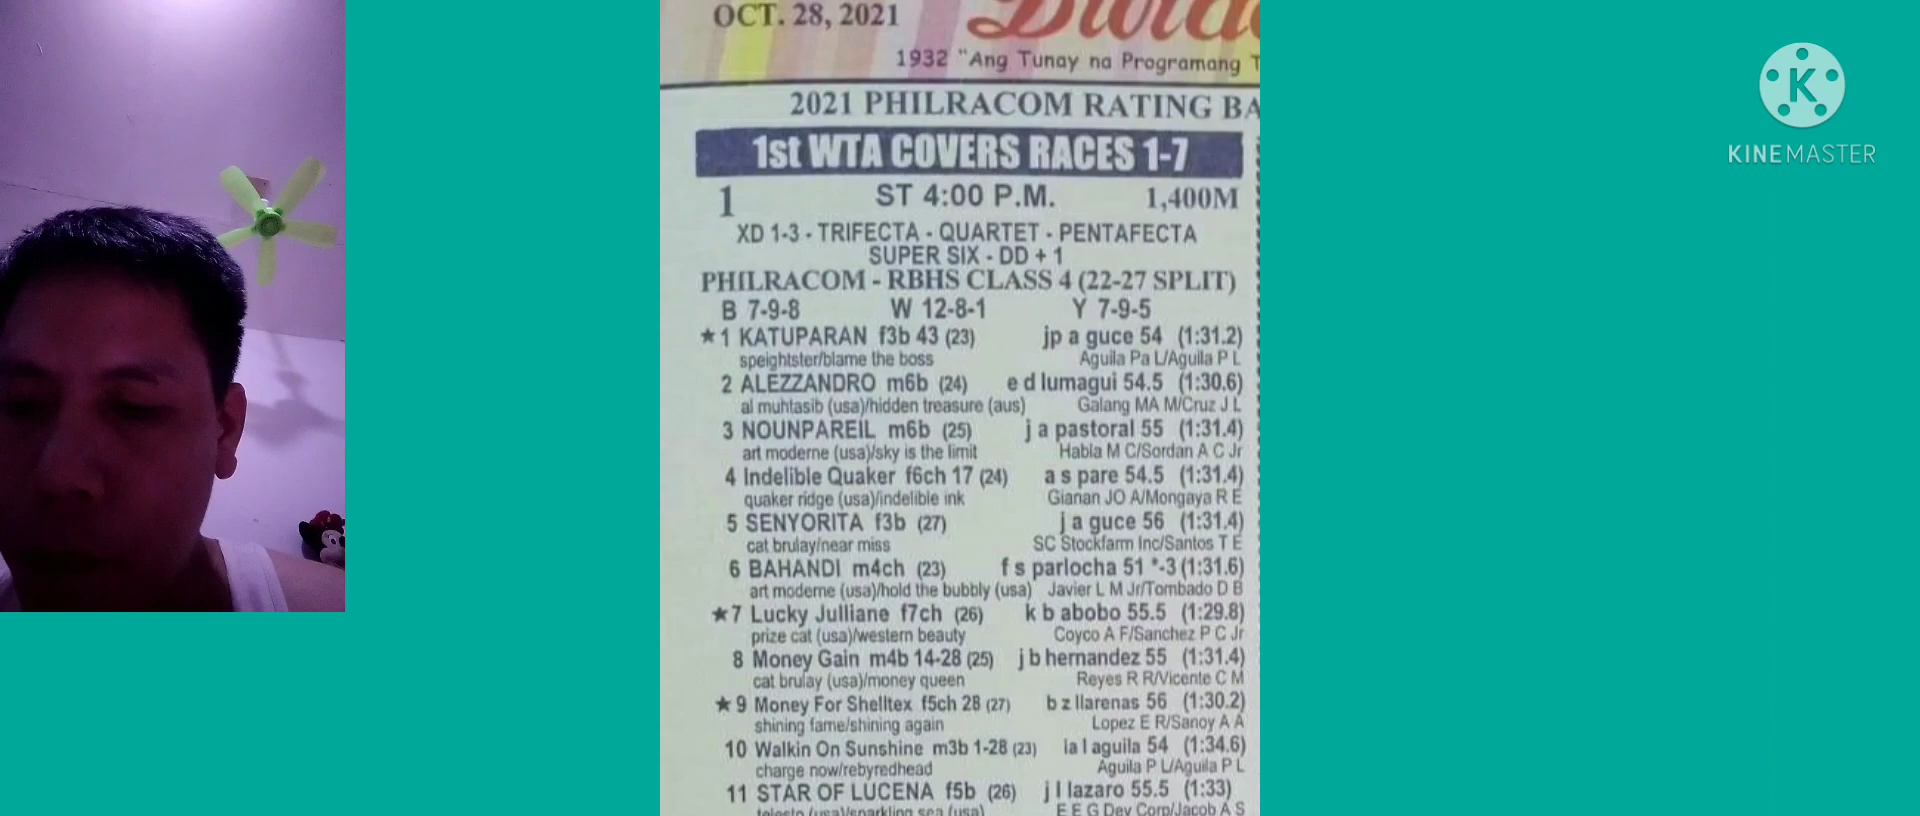 OCT. 28, 2021
1932 "Ang Tunay na Programang T
2021 PHILRACOM RATING BA
1st WTA COVERS RACES 1-7
1 ST 4:00 P.M. 1,400M
XD 1-3 - TRIFECTA - QUARTET - PENTAFECTA
SUPER SIX - DD + 1
PHILRACOM - RBHS CLASS 4 (22-27 SPLIT)
B 7-9-8 W 12-8-1 Y 7-9-5
★1 KATUPARAN f3b 43 (23) jp a guce 54 (1:31.2)
speightster/blame the boss Aguila Pa L/Aguila P L
2 ALEZZANDRO m6b (24) e d lumagui 54.5 (1:30.6)
al muhtasib (usa)/hidden treasure (aus) Galang MA M/Cruz J L
3 NOUNPAREIL m6b (25) j a pastoral 55 (1:31.4)
art moderne (usa)/sky is the limit Habla M C/Sordan A C Jr
4 Indelible Quaker f6ch 17 (24) a s pare 54.5 (1:31.4)
quaker ridge (usa)/indelible ink Gianan JO A/Mongaya R E
5 SENYORITA f3b (27) j a guce 56 (1:31.4)
cat brulay/near miss SC Stockfarm Inc/Santos T E
6 BAHANDI m4ch (23) f s parlocha 51 *-3 (1:31.6)
art moderne (usa)/hold the bubbly (usa) Javier L M Jr/Tombado D B
★7 Lucky Julliane f7ch (26) k b abobo 55.5 (1:29.8)
prize cat (usa)/western beauty Coyco A F/Sanchez P C Jr
8 Money Gain m4b 14-28 (25) j b hernandez 55 (1:31.4)
cat brulay (usa)/money queen Reyes R R/Vicente C M
★9 Money For Shelltex f5ch 28 (27) b z llarenas 56 (1:30.2)
shining fame/shining again Lopez E R/Sanoy A A
10 Walkin On Sunshine m3b 1-28 (23) ia l aguila 54 (1:34.6)
charge now/rebyredhead Aguila P L/Aguila P L
11 STAR OF LUCENA f5b (26) j l lazaro 55.5 (1:33)
telesto (usa)/sparkling sea (usa) E E G Dev Corp/Jacob A S
KINEMASTER